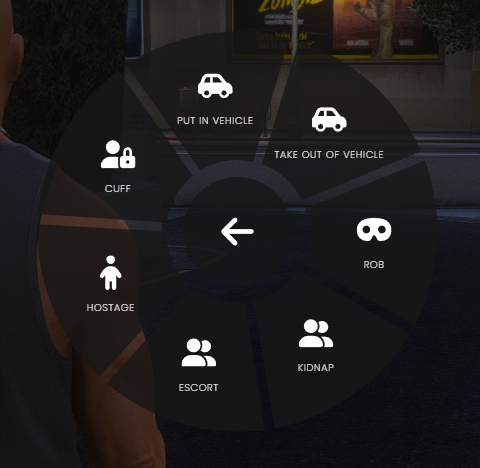 PUT IN VEHICLE
TAKE OUT OF VEHICLE
CUFF
ROB
HOSTAGE
KIDNAP
ESCORT